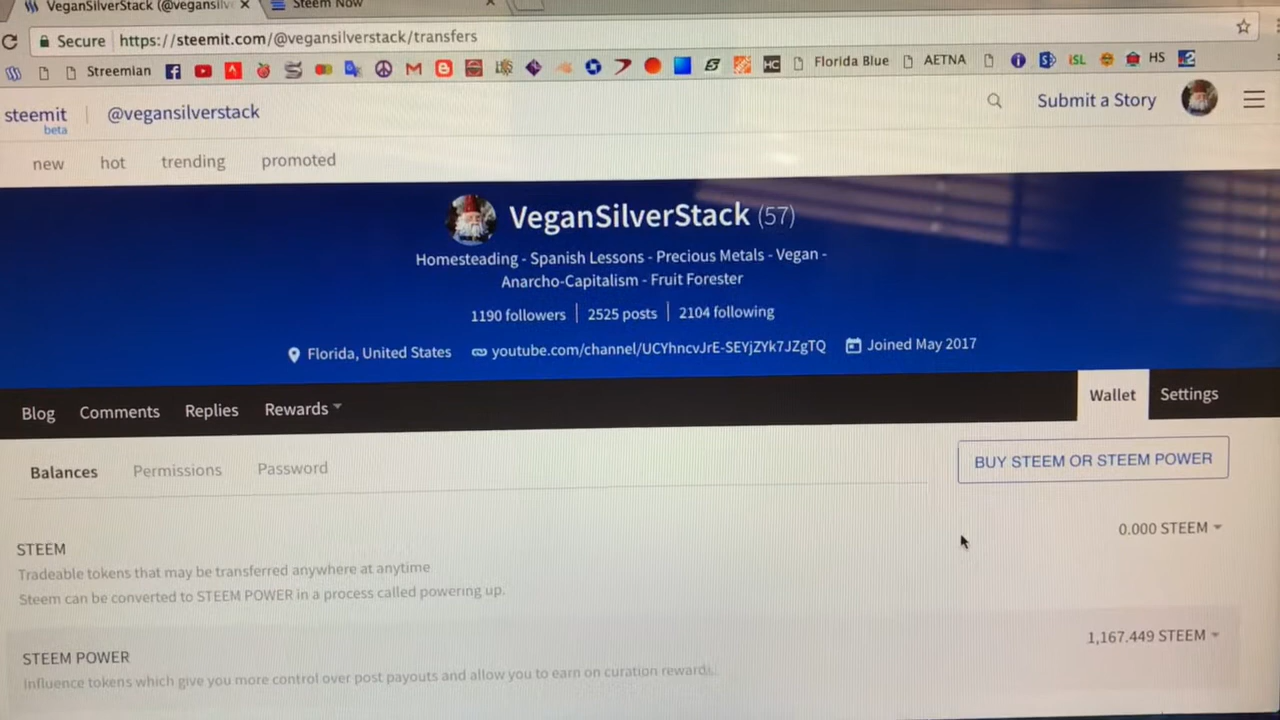 VeganSilverStack (@vegansilv
Steem Now
Secure https://steemit.com/@vegansilverstack/transfers
Streemian Florida Blue AETNA iSL HS
steemit
beta
@vegansilverstack
Submit a Story
new hot trending promoted
VeganSilverStack (57)
Homesteading - Spanish Lessons - Precious Metals - Vegan -
Anarcho-Capitalism - Fruit Forester
1190 followers 2525 posts 2104 following
Florida, United States youtube.com/channel/UCYhncvJrE-SEYjZYk7JZgTQ Joined May 2017
Blog Comments Replies Rewards Wallet Settings
Balances Permissions Password
BUY STEEM OR STEEM POWER
STEEM
0.000 STEEM
Tradeable tokens that may be transferred anywhere at anytime
Steem can be converted to STEEM POWER in a process called powering up.
STEEM POWER
1,167.449 STEEM
Influence tokens which give you more control over post payouts and allow you to earn on curation rewards.